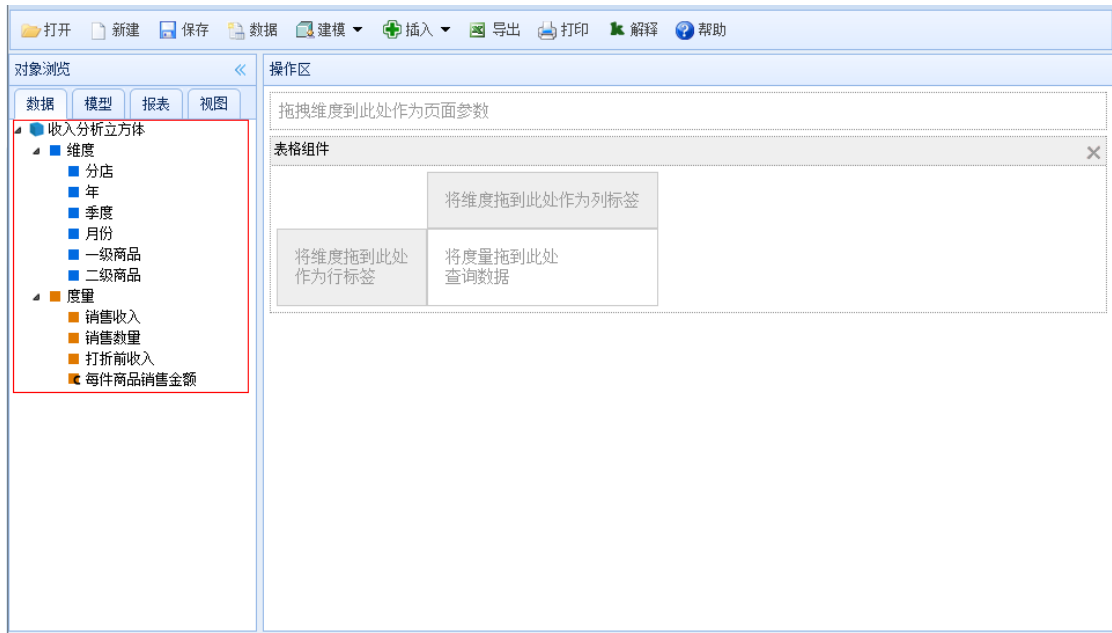 打开 新建 保存 数据 建模 插入 导出 打印 解释 帮助
对象浏览
数据 模型 报表 视图
收入分析立方体
维度
分店
年
季度
月份
一级商品
二级商品
度量
销售收入
销售数量
打折前收入
每件商品销售金额
操作区
拖拽维度到此处作为页面参数
表格组件
将维度拖到此处作为列标签
将维度拖到此处
作为行标签
将度量拖到此处
查询数据